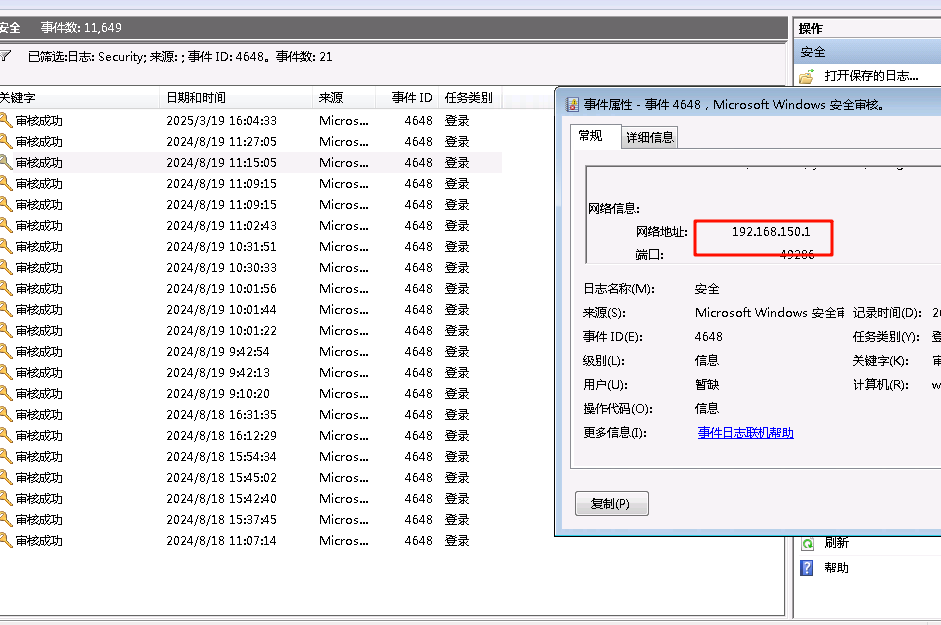 安全 事件数: 11,649
已筛选:日志: Security; 来源: ; 事件 ID: 4648。事件数: 21
关键字 日期和时间 来源 事件 ID 任务类别
审核成功 2025/3/19 16:04:33 Micros... 4648 登录
审核成功 2024/8/19 11:27:05 Micros... 4648 登录
审核成功 2024/8/19 11:15:05 Micros... 4648 登录
审核成功 2024/8/19 11:09:15 Micros... 4648 登录
审核成功 2024/8/19 11:09:15 Micros... 4648 登录
审核成功 2024/8/19 11:02:43 Micros... 4648 登录
审核成功 2024/8/19 10:31:51 Micros... 4648 登录
审核成功 2024/8/19 10:30:33 Micros... 4648 登录
审核成功 2024/8/19 10:01:56 Micros... 4648 登录
审核成功 2024/8/19 10:01:44 Micros... 4648 登录
审核成功 2024/8/19 10:01:22 Micros... 4648 登录
审核成功 2024/8/19 9:42:54 Micros... 4648 登录
审核成功 2024/8/19 9:42:13 Micros... 4648 登录
审核成功 2024/8/19 9:10:20 Micros... 4648 登录
审核成功 2024/8/18 16:31:35 Micros... 4648 登录
审核成功 2024/8/18 16:12:29 Micros... 4648 登录
审核成功 2024/8/18 15:54:34 Micros... 4648 登录
审核成功 2024/8/18 15:45:02 Micros... 4648 登录
审核成功 2024/8/18 15:42:40 Micros... 4648 登录
审核成功 2024/8/18 15:37:45 Micros... 4648 登录
审核成功 2024/8/18 11:07:14 Micros... 4648 登录
操作
安全
打开保存的日志...
事件属性 - 事件 4648，Microsoft Windows 安全审核。
常规 详细信息
网络信息:
网络地址: 192.168.150.1
端口: 49286
日志名称(M): 安全
来源(S): Microsoft Windows 安全审 记录时间(D): 20
事件 ID(E): 4648 任务类别(Y): 登
级别(L): 信息 关键字(K): 审
用户(U): 暂缺 计算机(R): w
操作代码(O): 信息
更多信息(I): 事件日志联机帮助
复制(P)
刷新
帮助